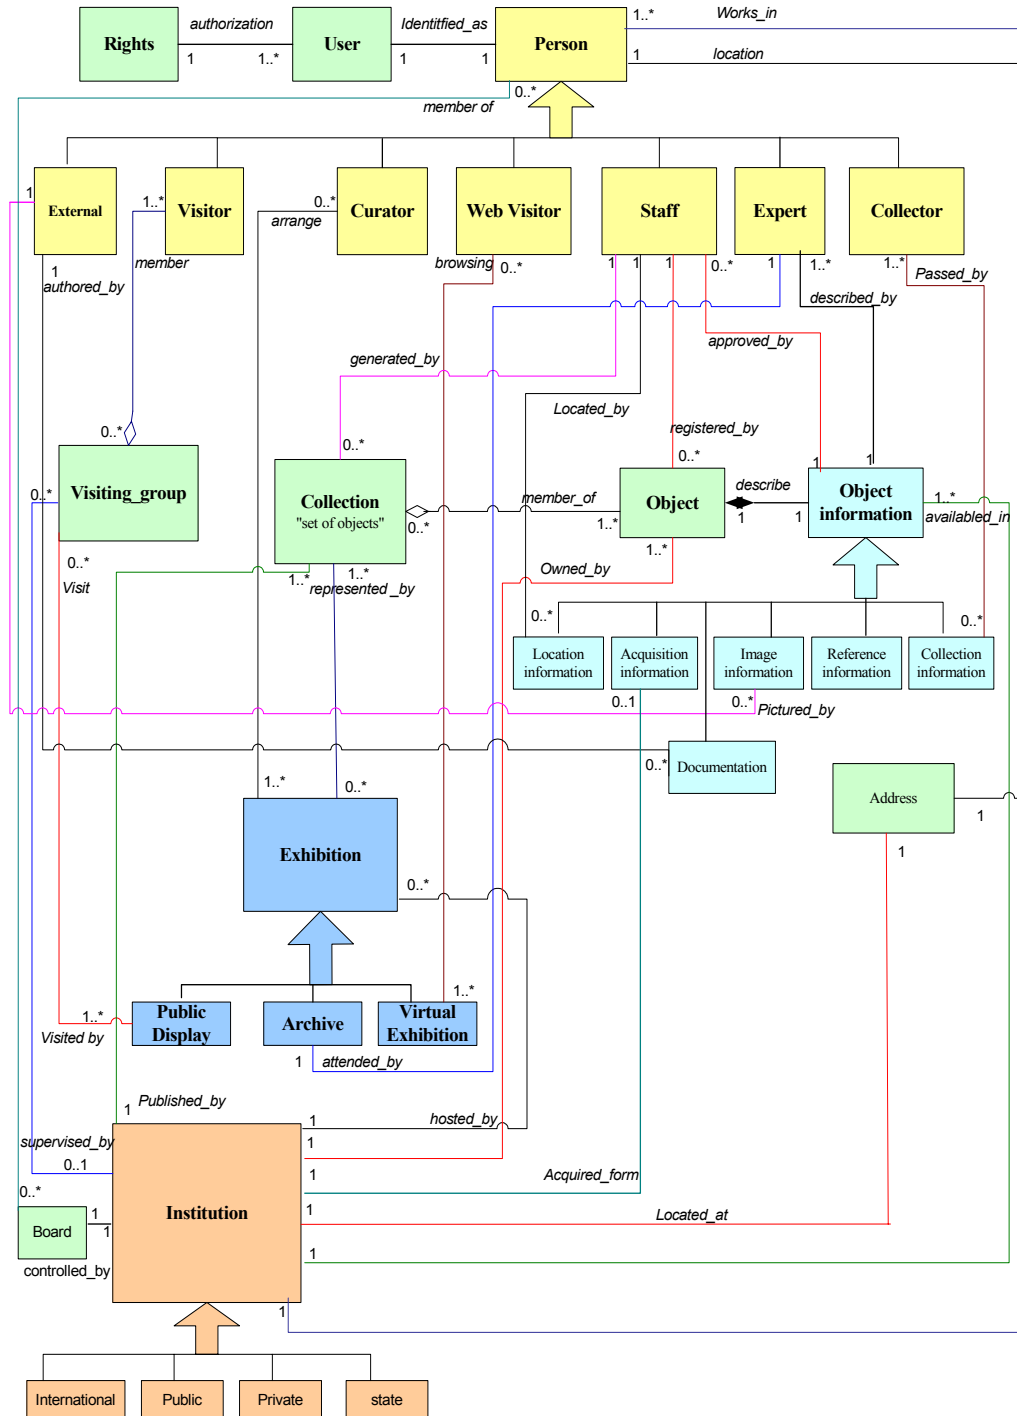 Rights
authorization
1
1..*
User
Identitfied_as
1
1
Person
1..*
Works_in
1
location
0..*
member of
External
1
Visitor
1..*
Curator
0..*
arrange
Web Visitor
Staff
Expert
Collector
1
authored_by
member
browsing
0..*
1
1
1
0..*
1
1..*
1..*
Passed_by
described_by
generated_by
approved_by
Located_by
registered_by
0..*
0..*
0..*
0..*
Visiting_group
Collection
"set of objects"
0..*
member_of
1..*
Object
describe
1
1
1
1
Object
information
1..*
availabled_in
0..*
Visit
1..*
1..*
represented _by
1..*
Owned_by
0..*
0..*
Location
information
Acquisition
information
Image
information
Reference
information
Collection
information
0..1
0..*
Pictured_by
0..*
Documentation
1..*
0..*
Address
1
1
Exhibition
0..*
1..*
Public
Display
Archive
Virtual
Exhibition
1..*
Visited by
1
attended_by
Published_by
1
1
hosted_by
supervised_by
0..1
1
1
Acquired_form
0..*
Board
1
1
controlled_by
Institution
1
Located_at
1
1
International
Public
Private
state